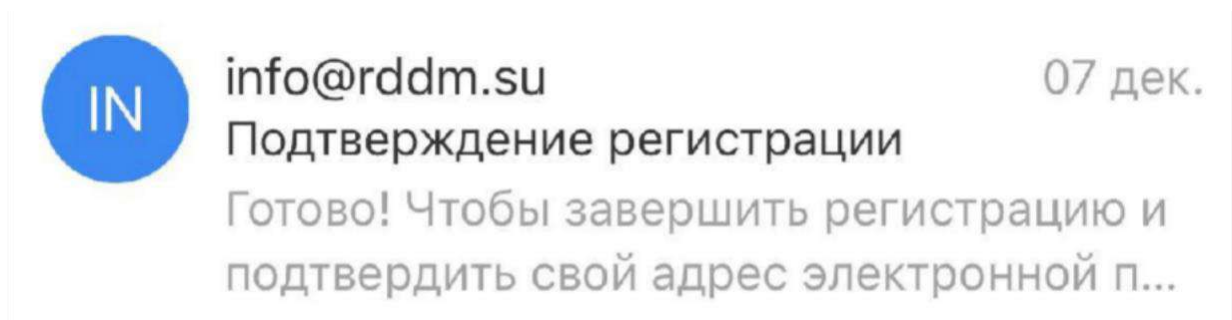 IN
info@rddm.su
07 дек.
Подтверждение регистрации
Готово! Чтобы завершить регистрацию и
подтвердить свой адрес электронной п...